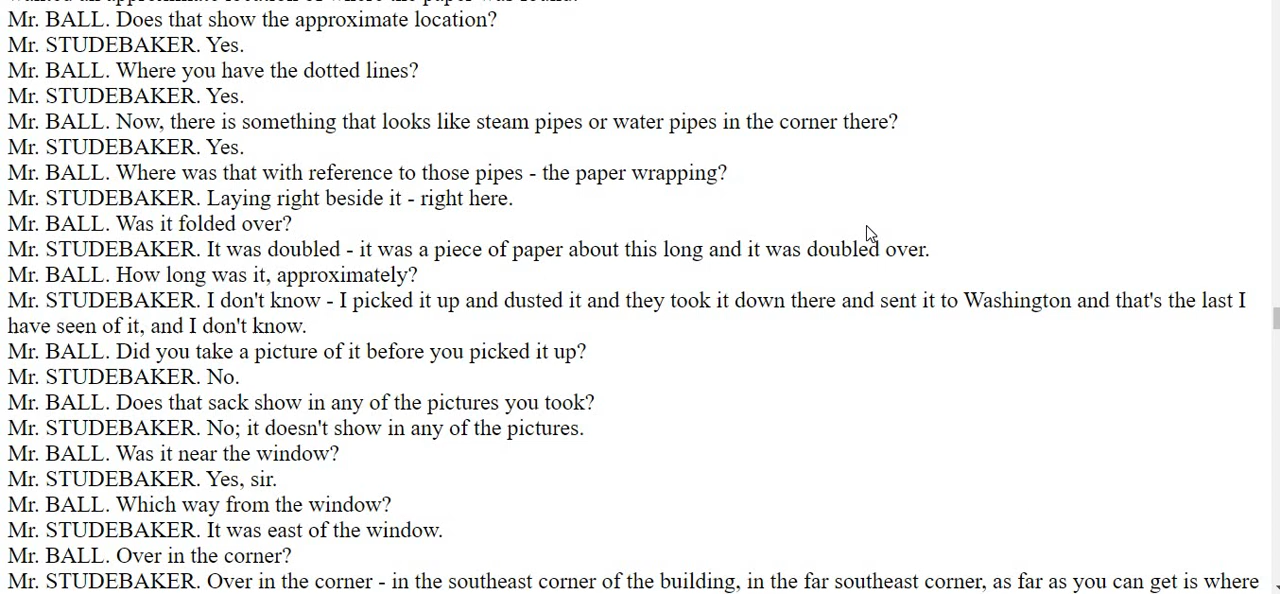 Mr. BALL. Does that show the approximate location?
Mr. STUDEBAKER. Yes.
Mr. BALL. Where you have the dotted lines?
Mr. STUDEBAKER. Yes.
Mr. BALL. Now, there is something that looks like steam pipes or water pipes in the corner there?
Mr. STUDEBAKER. Yes.
Mr. BALL. Where was that with reference to those pipes - the paper wrapping?
Mr. STUDEBAKER. Laying right beside it - right here.
Mr. BALL. Was it folded over?
Mr. STUDEBAKER. It was doubled - it was a piece of paper about this long and it was doubled over.
Mr. BALL. How long was it, approximately?
Mr. STUDEBAKER. I don't know - I picked it up and dusted it and they took it down there and sent it to Washington and that's the last I
have seen of it, and I don't know.
Mr. BALL. Did you take a picture of it before you picked it up?
Mr. STUDEBAKER. No.
Mr. BALL. Does that sack show in any of the pictures you took?
Mr. STUDEBAKER. No; it doesn't show in any of the pictures.
Mr. BALL. Was it near the window?
Mr. STUDEBAKER. Yes, sir.
Mr. BALL. Which way from the window?
Mr. STUDEBAKER. It was east of the window.
Mr. BALL. Over in the corner?
Mr. STUDEBAKER. Over in the corner - in the southeast corner of the building, in the far southeast corner, as far as you can get is where